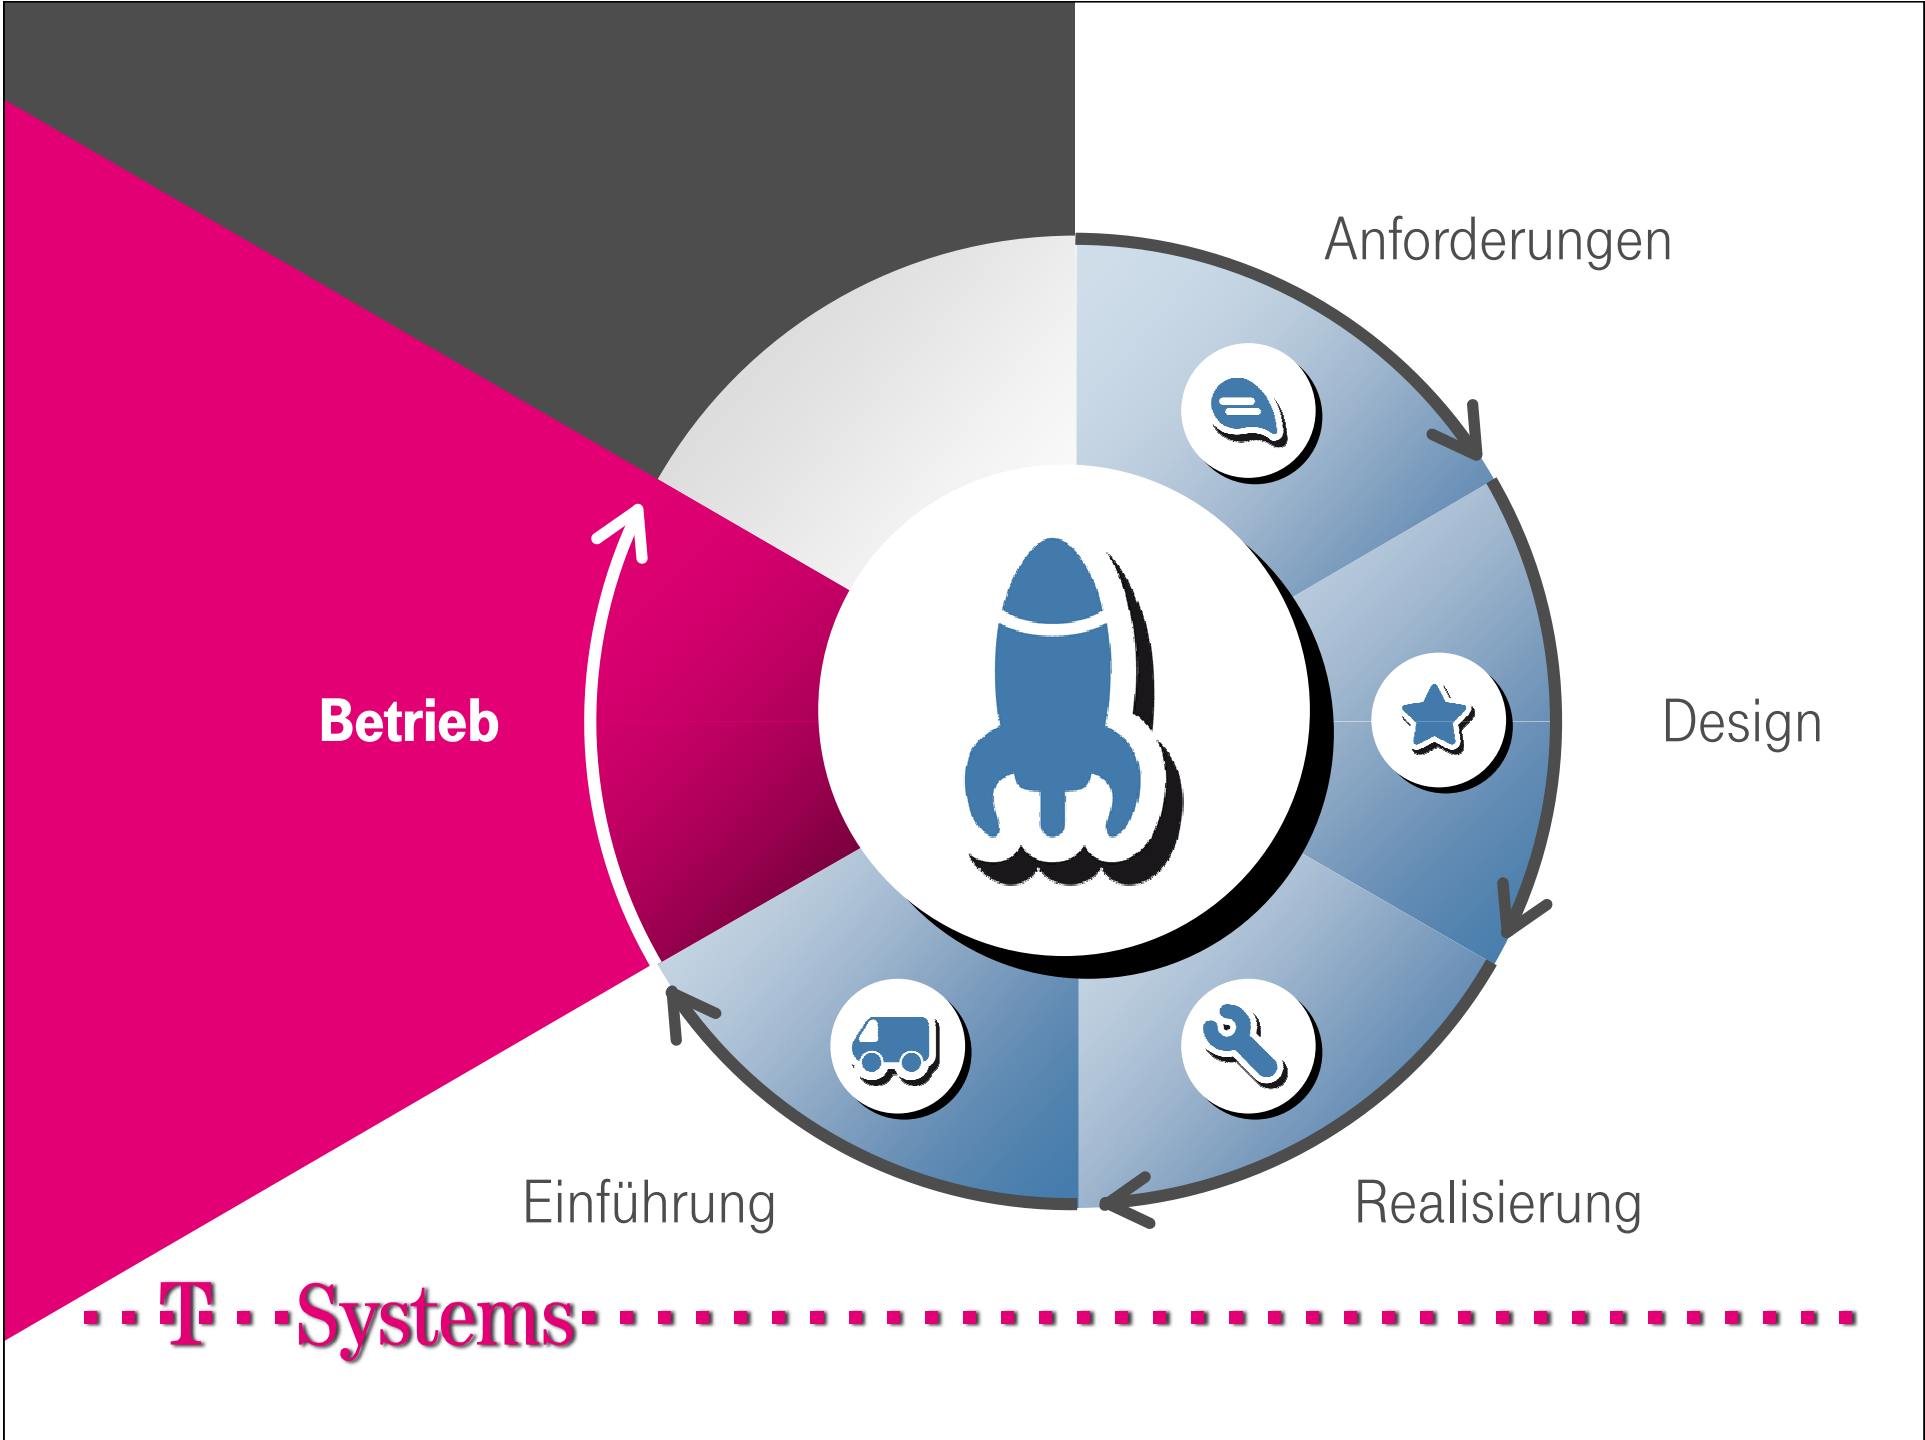 Anforderungen
Betrieb
Design
Einführung
Realisierung
T Systems